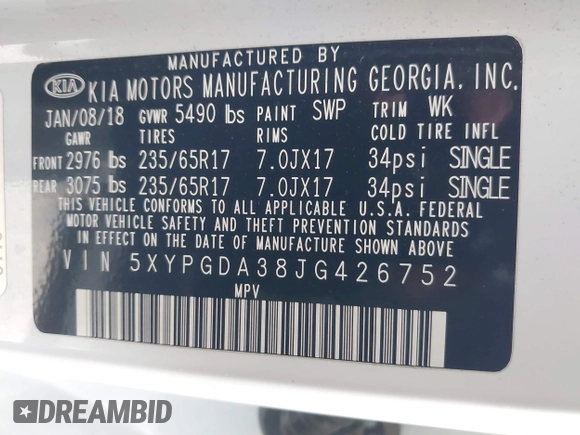 MANUFACTURED BY
KIA KIA MOTORS MANUFACTURING GEORGIA, INC.
JAN/08/18 GVWR 5490 lbs PAINT SWP TRIM WK
GAWR TIRES RIMS COLD TIRE INFL
FRONT 2976 lbs 235/65R17 7.0JX17 34psi SINGLE
REAR 3075 lbs 235/65R17 7.0JX17 34psi SINGLE
THIS VEHICLE CONFORMS TO ALL APPLICABLE U.S.A. FEDERAL
MOTOR VEHICLE SAFETY AND THEFT PREVENTION STANDARDS
IN EFFECT ON THE DATE OF MANUFACTURE SHOWN ABOVE.
VIN 5XYPGDA38JG426752
MPV
DREAMBID